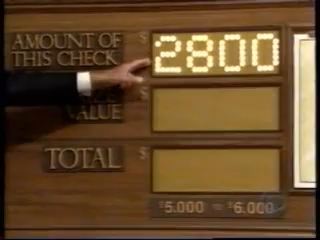 AMOUNT OF
THIS CHECK
$ 2800
VALUE
$
TOTAL $
$5.000 — $6.000